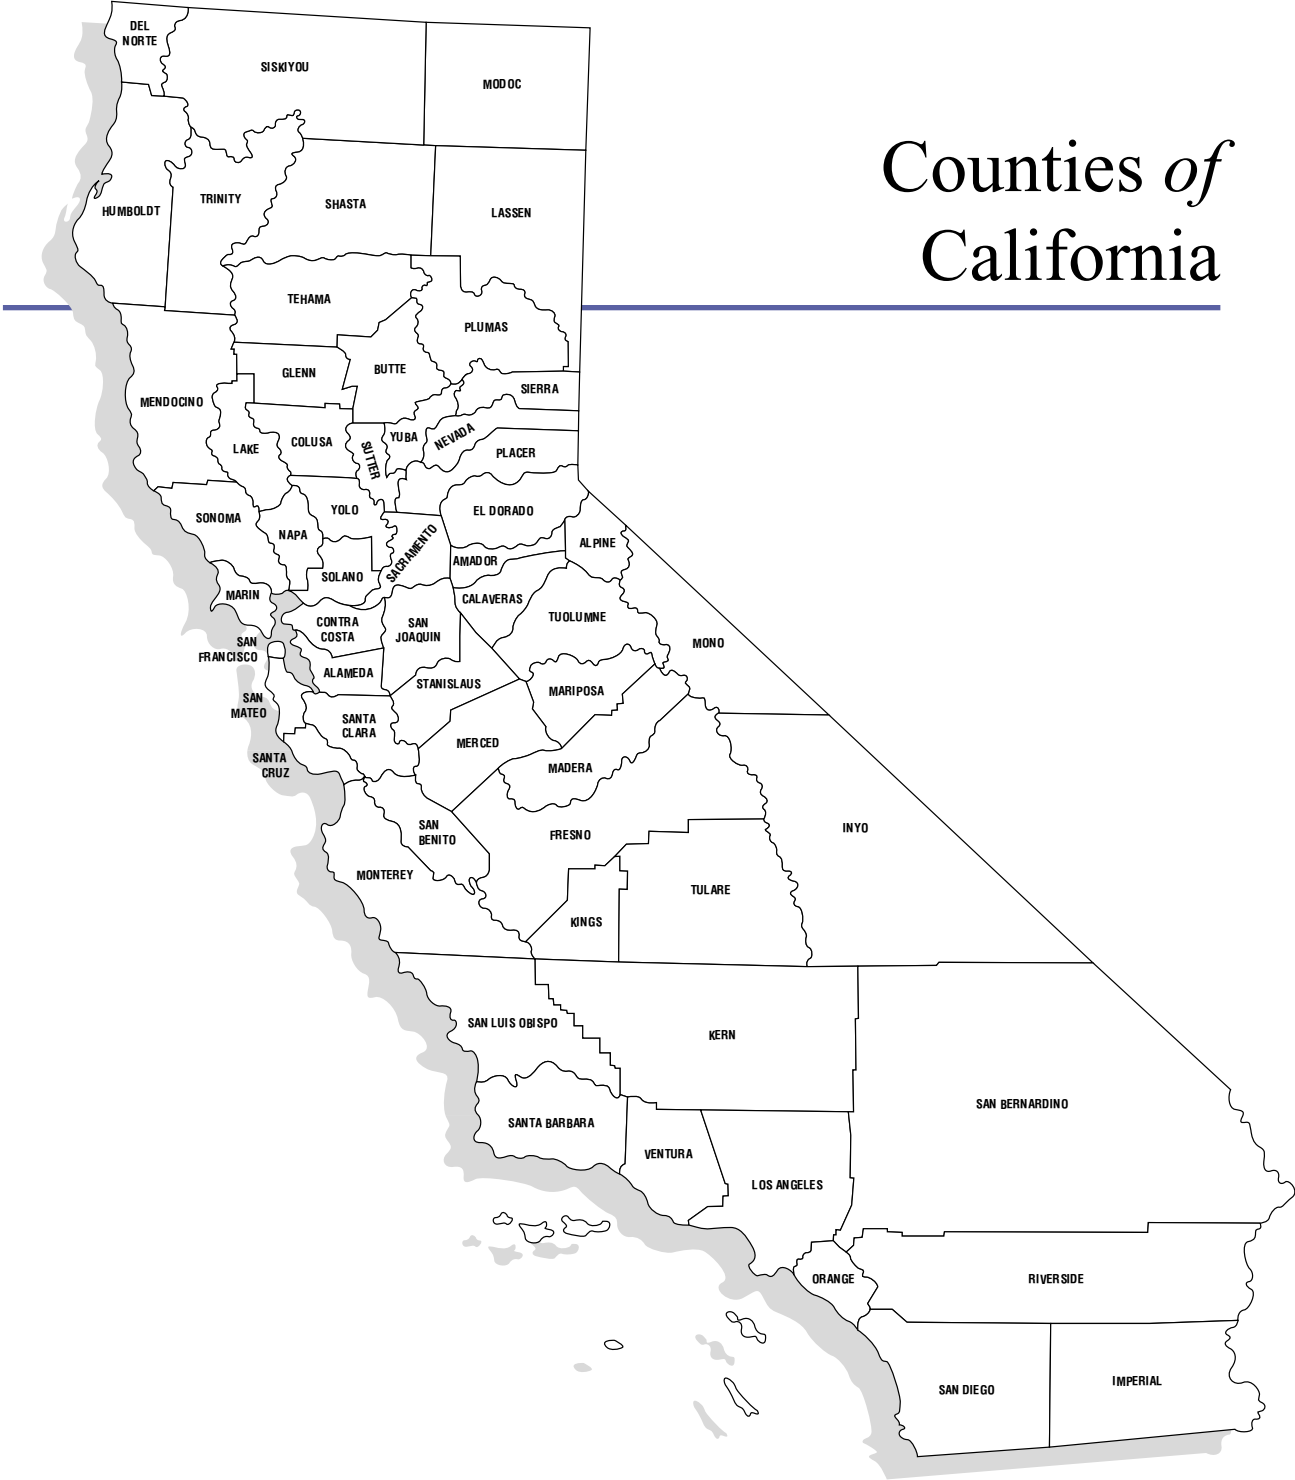 Counties of
California
DEL
NORTE
SISKIYOU
MODOC
HUMBOLDT
TRINITY
SHASTA
LASSEN
TEHAMA
PLUMAS
GLENN
BUTTE
SIERRA
MENDOCINO
LAKE
COLUSA
SUTTER
YUBA
NEVADA
PLACER
SONOMA
NAPA
YOLO
EL DORADO
SACRAMENTO
ALPINE
AMADOR
SOLANO
MARIN
CALAVERAS
TUOLUMNE
CONTRA
COSTA
SAN
JOAQUIN
MONO
SAN
FRANCISCO
ALAMEDA
STANISLAUS
MARIPOSA
SAN
MATEO
SANTA
CLARA
MERCED
SANTA
CRUZ
MADERA
SAN
BENITO
FRESNO
INYO
MONTEREY
TULARE
KINGS
SAN LUIS OBISPO
KERN
SAN BERNARDINO
SANTA BARBARA
VENTURA
LOS ANGELES
ORANGE
RIVERSIDE
SAN DIEGO
IMPERIAL